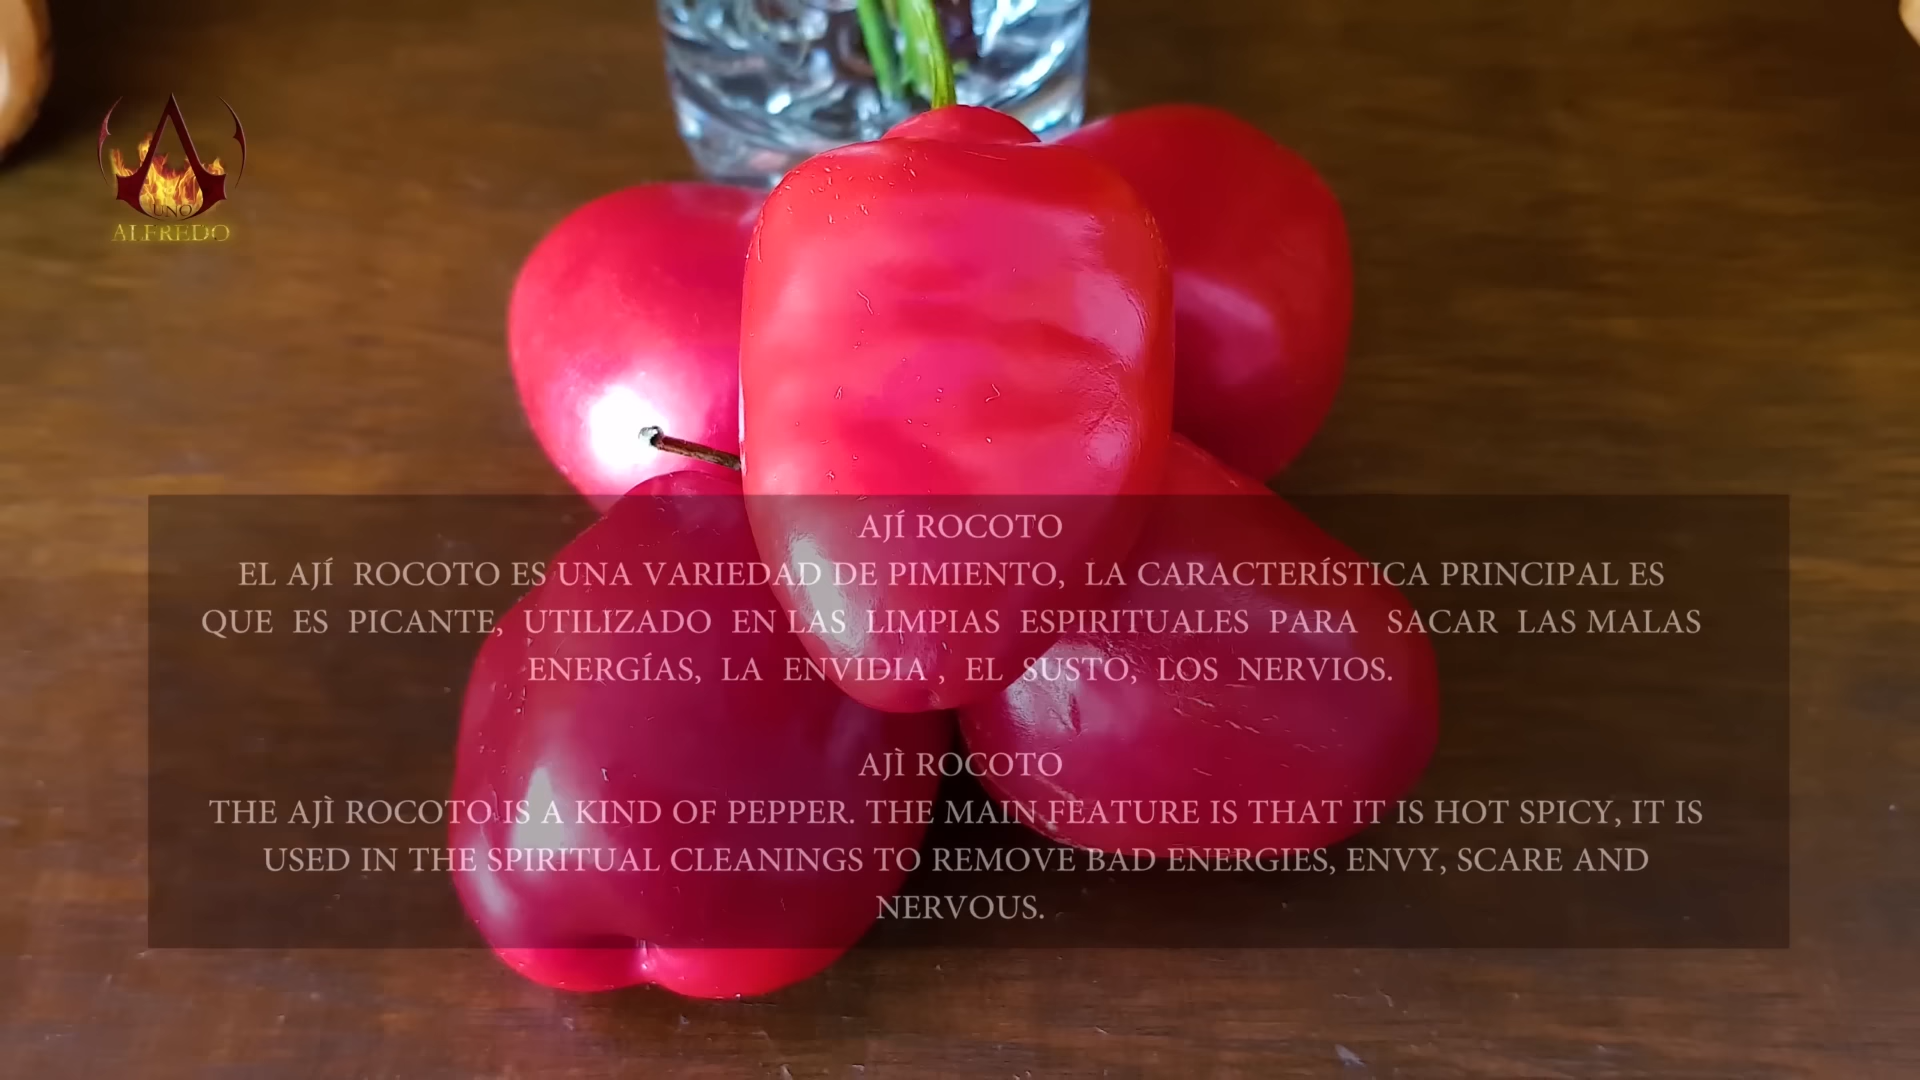 UNO
ALFREDO
AJÍ ROCOTO
EL AJÍ ROCOTO ES UNA VARIEDAD DE PIMIENTO, LA CARACTERÍSTICA PRINCIPAL ES
QUE ES PICANTE, UTILIZADO EN LAS LIMPIAS ESPIRITUALES PARA SACAR LAS MALAS
ENERGÍAS, LA ENVIDIA , EL SUSTO, LOS NERVIOS.
AJÌ ROCOTO
THE AJÌ ROCOTO IS A KIND OF PEPPER. THE MAIN FEATURE IS THAT IT IS HOT SPICY, IT IS
USED IN THE SPIRITUAL CLEANINGS TO REMOVE BAD ENERGIES, ENVY, SCARE AND
NERVOUS.